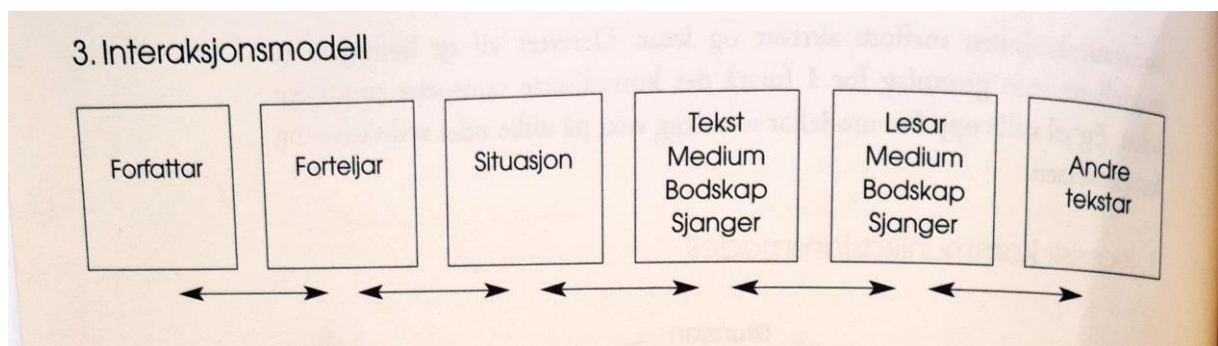 3. Interaksjonsmodell
Forfattar
Forteljar
Situasjon
Tekst
Medium
Bodskap
Sjanger
Lesar
Medium
Bodskap
Sjanger
Andre
tekstar